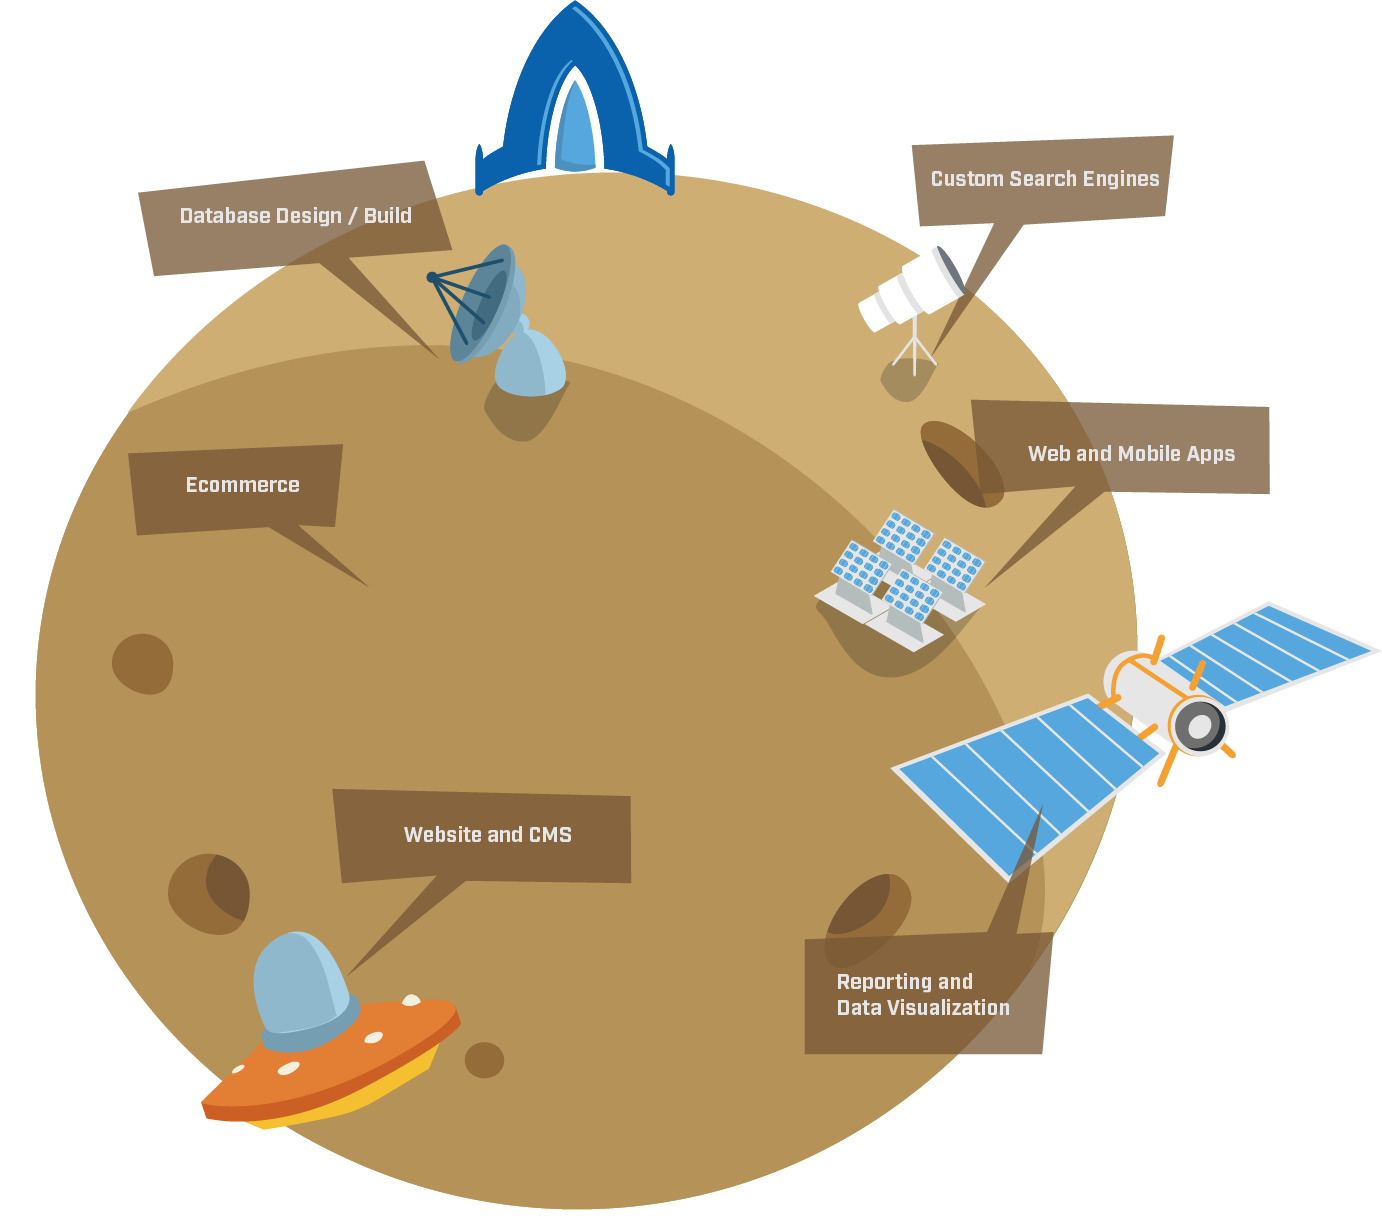 Custom Search Engines
Database Design / Build
Web and Mobile Apps
Ecommerce
Website and CMS
Reporting and
Data Visualization